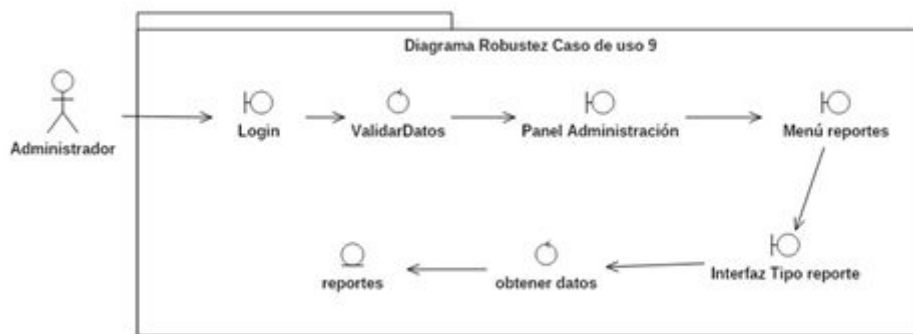 Diagrama Robustez Caso de uso 9
Administrador
Login
ValidarDatos
Panel Administración
Menú reportes
reportes
obtener datos
Interfaz Tipo reporte